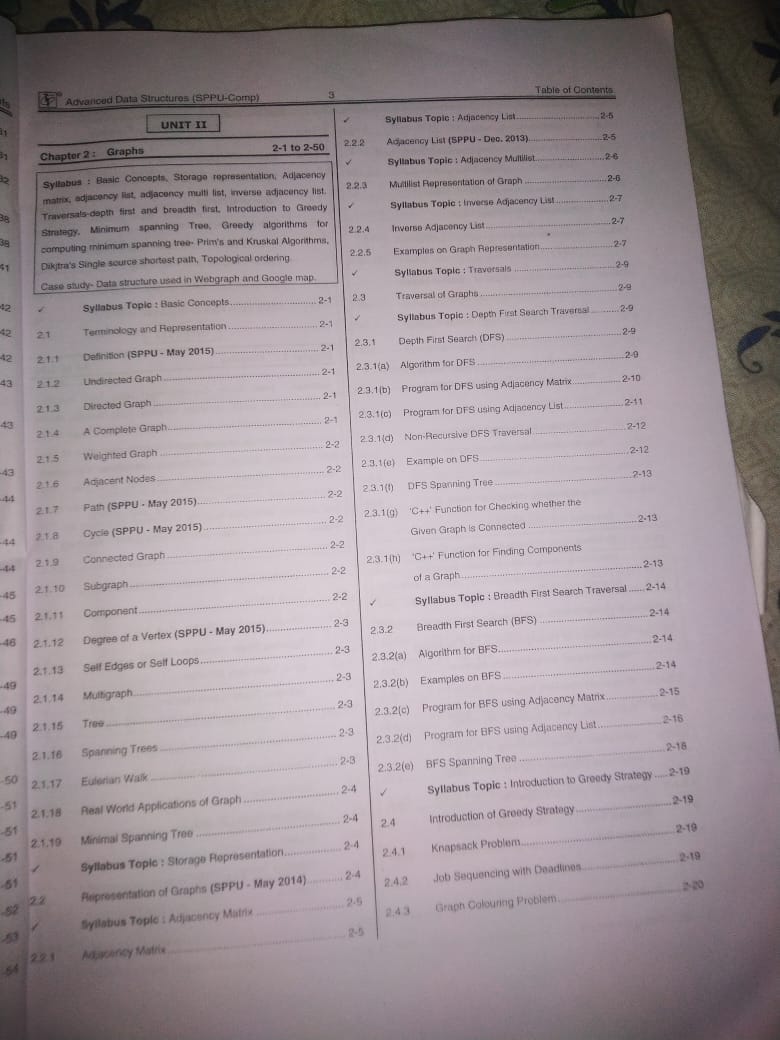 Advanced Data Structures (SPPU-Comp)
3
Table of Contents
UNIT II
Chapter 2 : Graphs 2-1 to 2-50
Syllabus : Basic Concepts, Storage representation, Adjacency
matrix, adjacency list, adjacency multi list, inverse adjacency list.
Traversals-depth first and breadth first, Introduction to Greedy
Strategy, Minimum spanning Tree, Greedy algorithms for
computing minimum spanning tree- Prim's and Kruskal Algorithms,
Dikjtra's Single source shortest path, Topological ordering.
Case study- Data structure used in Webgraph and Google map.
✓ Syllabus Topic : Basic Concepts 2-1
2.1 Terminology and Representation 2-1
2.1.1 Definition (SPPU - May 2015) 2-1
2.1.2 Undirected Graph 2-1
2.1.3 Directed Graph 2-1
2.1.4 A Complete Graph 2-1
2.1.5 Weighted Graph 2-2
2.1.6 Adjacent Nodes 2-2
2.1.7 Path (SPPU - May 2015) 2-2
2.1.8 Cycle (SPPU - May 2015) 2-2
2.1.9 Connected Graph 2-2
2.1.10 Subgraph 2-2
2.1.11 Component 2-2
2.1.12 Degree of a Vertex (SPPU - May 2015) 2-3
2.1.13 Self Edges or Self Loops 2-3
2.1.14 Multigraph 2-3
2.1.15 Tree 2-3
2.1.16 Spanning Trees 2-3
2.1.17 Eulerian Walk 2-3
2.1.18 Real World Applications of Graph 2-4
2.1.19 Minimal Spanning Tree 2-4
✓ Syllabus Topic : Storage Representation 2-4
2.2 Representation of Graphs (SPPU - May 2014) 2-4
✓ Syllabus Topic : Adjacency Matrix 2-5
2.2.1 Adjacency Matrix 2-5
✓ Syllabus Topic : Adjacency List 2-5
2.2.2 Adjacency List (SPPU - Dec. 2013) 2-5
✓ Syllabus Topic : Adjacency Multilist 2-6
2.2.3 Multilist Representation of Graph 2-6
✓ Syllabus Topic : Inverse Adjacency List 2-7
2.2.4 Inverse Adjacency List 2-7
2.2.5 Examples on Graph Representation 2-7
✓ Syllabus Topic : Traversals 2-9
2.3 Traversal of Graphs 2-9
✓ Syllabus Topic : Depth First Search Traversal 2-9
2.3.1 Depth First Search (DFS) 2-9
2.3.1(a) Algorithm for DFS 2-9
2.3.1(b) Program for DFS using Adjacency Matrix 2-10
2.3.1(c) Program for DFS using Adjacency List 2-11
2.3.1(d) Non-Recursive DFS Traversal 2-12
2.3.1(e) Example on DFS 2-12
2.3.1(f) DFS Spanning Tree 2-13
2.3.1(g) 'C++' Function for Checking whether the
Given Graph is Connected 2-13
2.3.1(h) 'C++' Function for Finding Components
of a Graph 2-13
✓ Syllabus Topic : Breadth First Search Traversal 2-14
2.3.2 Breadth First Search (BFS) 2-14
2.3.2(a) Algorithm for BFS 2-14
2.3.2(b) Examples on BFS 2-14
2.3.2(c) Program for BFS using Adjacency Matrix 2-15
2.3.2(d) Program for BFS using Adjacency List 2-16
2.3.2(e) BFS Spanning Tree 2-18
✓ Syllabus Topic : Introduction to Greedy Strategy 2-19
2.4 Introduction of Greedy Strategy 2-19
2.4.1 Knapsack Problem 2-19
2.4.2 Job Sequencing with Deadlines 2-19
2.4.3 Graph Colouring Problem 2-20